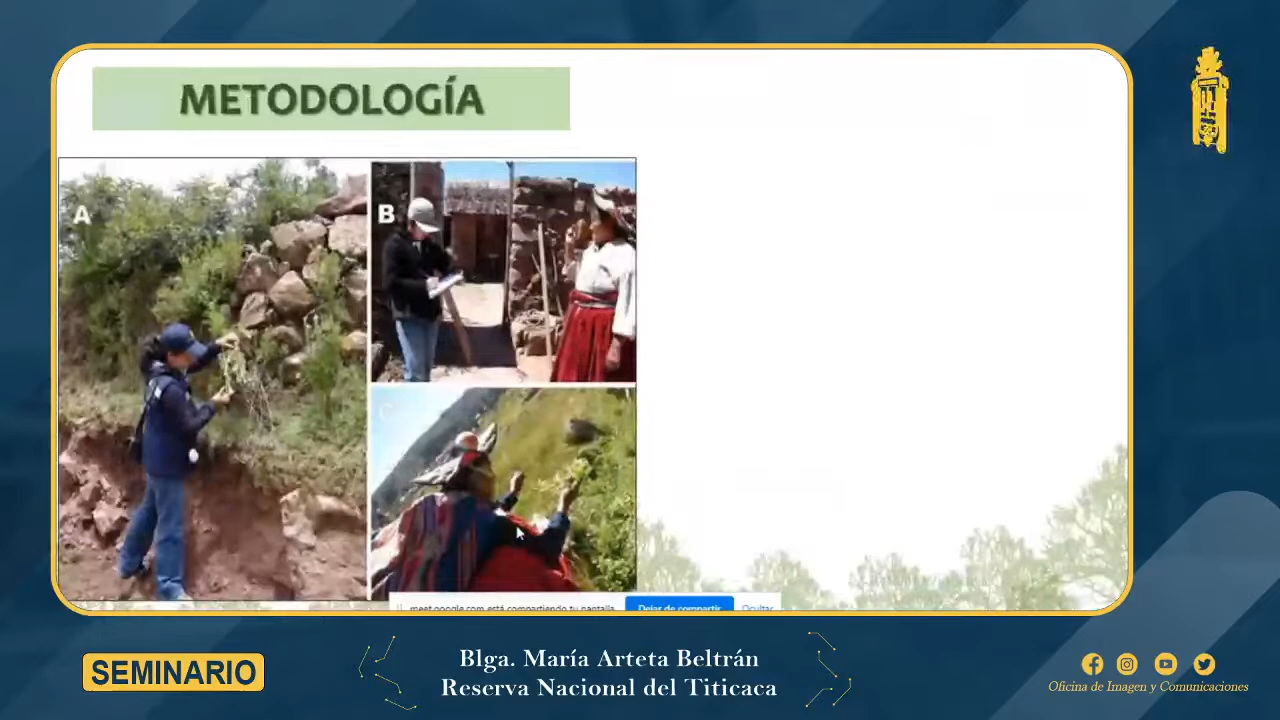 METODOLOGÍA
A
B
C
meet.google.com está compartiendo tu pantalla.
Dejar de compartir
Ocultar
SEMINARIO
Blga. María Arteta Beltrán
Reserva Nacional del Titicaca
Oficina de Imagen y Comunicaciones